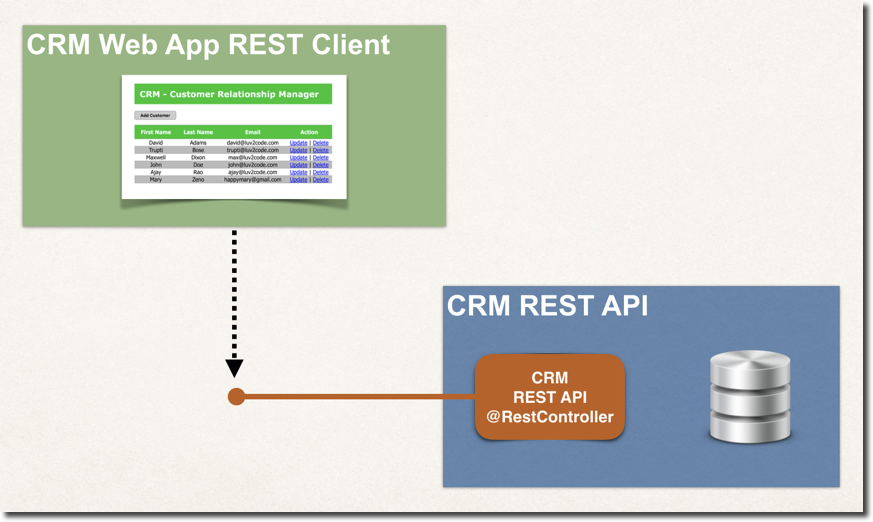 CRM Web App REST Client
CRM - Customer Relationship Manager
Add Customer
First Name Last Name Email Action
David Adams david@luv2code.com Update | Delete
Trupti Bose trupti@luv2code.com Update | Delete
Maxwell Dixon max@luv2code.com Update | Delete
John Doe john@luv2code.com Update | Delete
Ajay Rao ajay@luv2code.com Update | Delete
Mary Zeno happymary@gmail.com Update | Delete
CRM REST API
CRM
REST API
@RestController